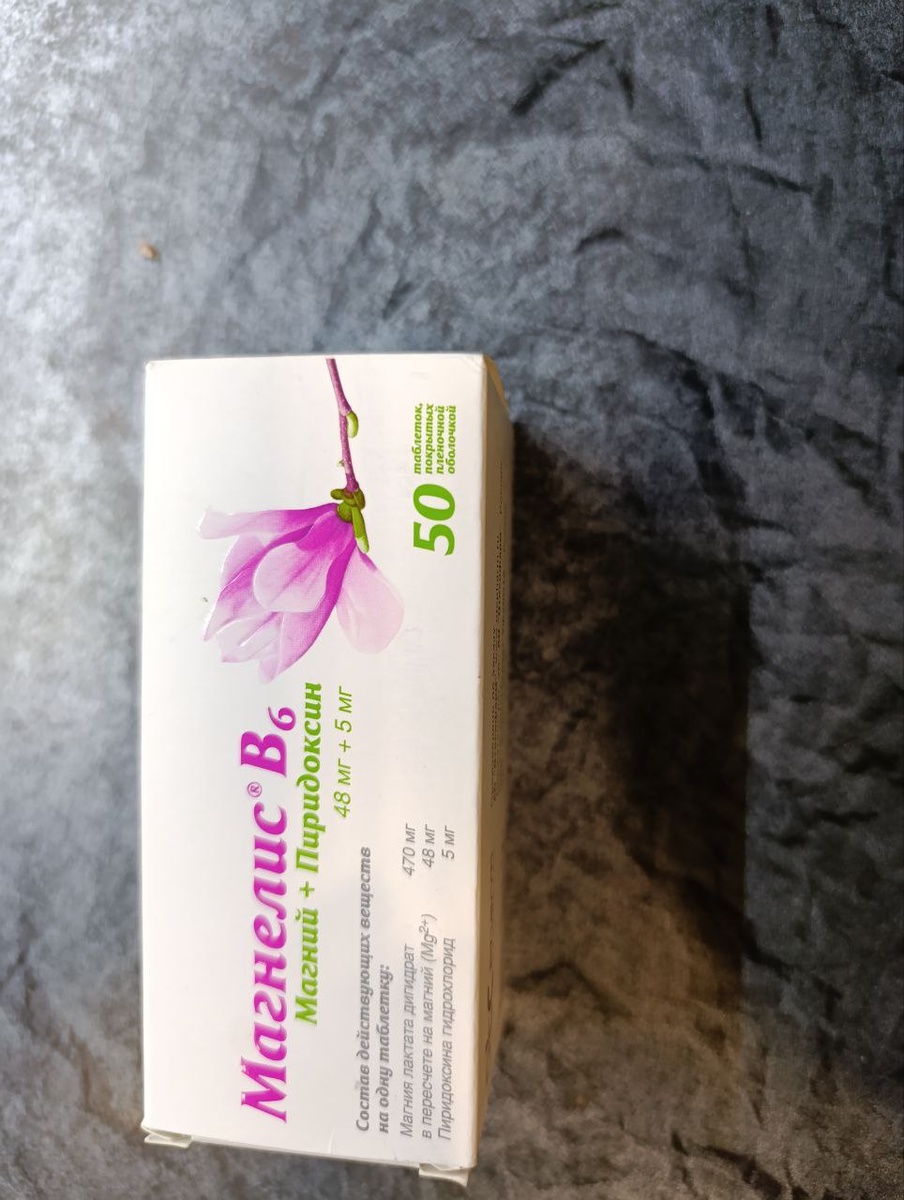 Магнелис® B6
Магний + Пиридоксин
48 мг + 5 мг
Состав действующих веществ
на одну таблетку:
Магния лактата дигидрат 470 мг
в пересчете на магний (Mg2+) 48 мг
Пиридоксина гидрохлорид 5 мг
50
таблеток,
покрытых
пленочной
оболочкой